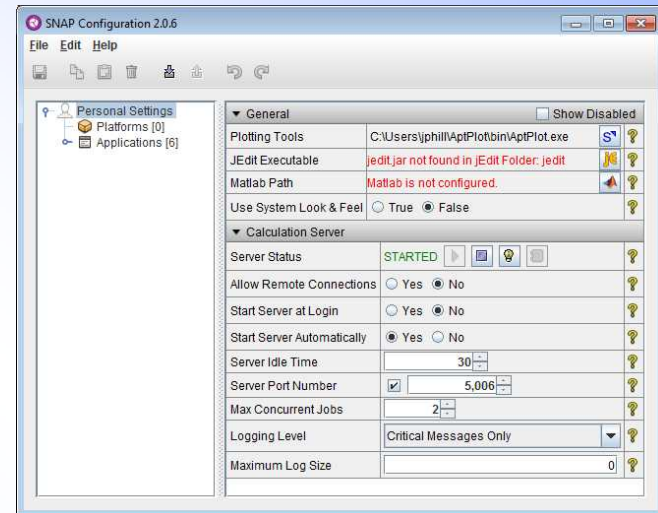 SNAP Configuration 2.0.6
File Edit Help
Personal Settings
Platforms [0]
Applications [6]
General
Show Disabled
Plotting Tools C:\Users\jphill\AptPlot\bin\AptPlot.exe
JEdit Executable jedit.jar not found in jEdit Folder: jedit
Matlab Path Matlab is not configured.
Use System Look & Feel True False
Calculation Server
Server Status STARTED
Allow Remote Connections Yes No
Start Server at Login Yes No
Start Server Automatically Yes No
Server Idle Time 30
Server Port Number 5,006
Max Concurrent Jobs 2
Logging Level Critical Messages Only
Maximum Log Size 0